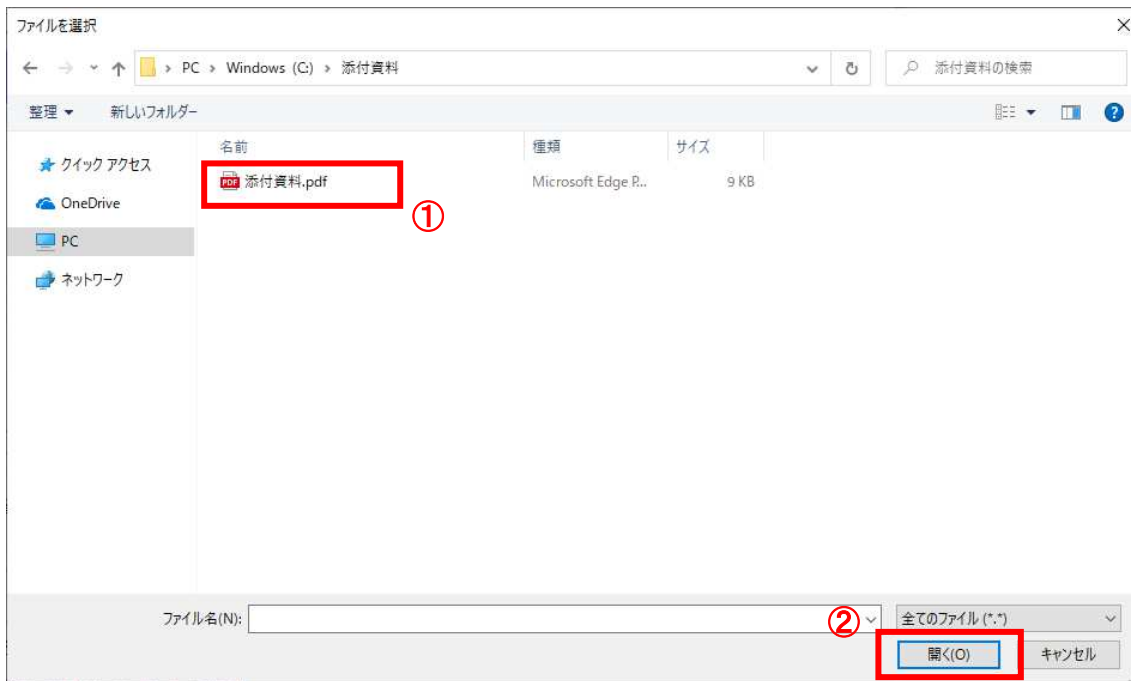 ファイルを選択
PC › Windows (C:) › 添付資料
添付資料の検索
整理 新しいフォルダー
名前 種類 サイズ
クイック アクセス
添付資料.pdf Microsoft Edge P... 9 KB
①
OneDrive
PC
ネットワーク
ファイル名(N):
② 全てのファイル (*.*)
開く(O) キャンセル